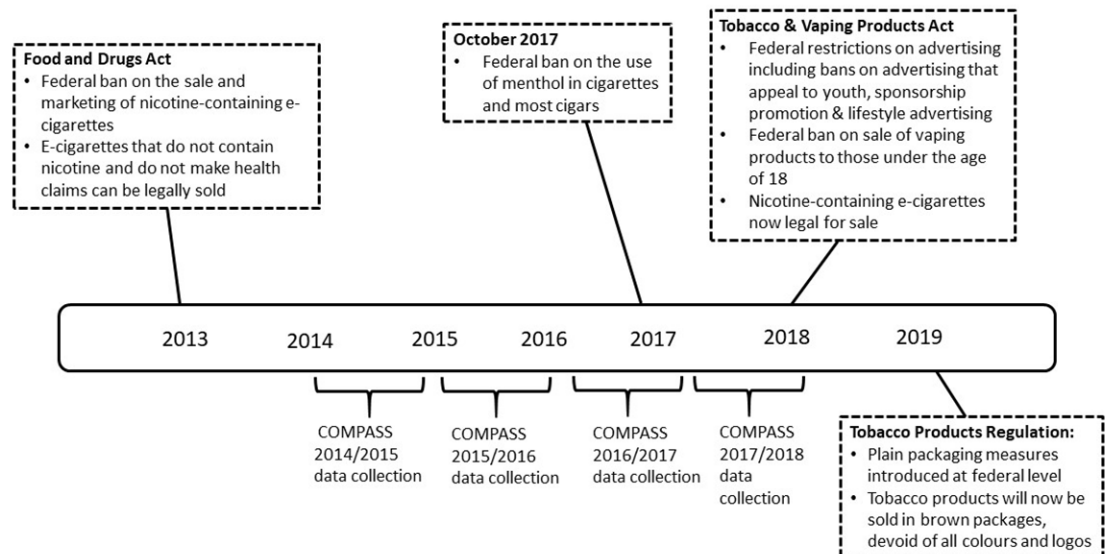 Food and Drugs Act
• Federal ban on the sale and
marketing of nicotine-containing e-
cigarettes
• E-cigarettes that do not contain
nicotine and do not make health
claims can be legally sold
October 2017
• Federal ban on the use
of menthol in cigarettes
and most cigars
Tobacco & Vaping Products Act
• Federal restrictions on advertising
including bans on advertising that
appeal to youth, sponsorship
promotion & lifestyle advertising
• Federal ban on sale of vaping
products to those under the age
of 18
• Nicotine-containing e-cigarettes
now legal for sale
2013 2014 2015 2016 2017 2018 2019
COMPASS
2014/2015
data collection
COMPASS
2015/2016
data collection
COMPASS
2016/2017
data collection
COMPASS
2017/2018
data
collection
Tobacco Products Regulation:
• Plain packaging measures
introduced at federal level
• Tobacco products will now be
sold in brown packages,
devoid of all colours and logos